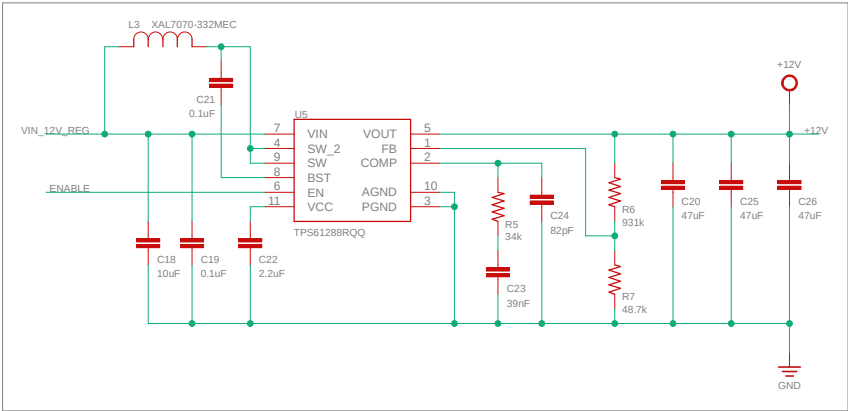 L3 XAL7070-332MEC
+12V
C21
0.1uF
U5
VIN_12V_REG
7 VIN VOUT 5
+12V
4 SW_2 FB 1
9 SW COMP 2
8 BST
ENABLE
6 EN AGND 10
11 VCC PGND 3
TPS61288RQQ
R5
34k
C24
82pF
R6
931k
C20
47uF
C25
47uF
C26
47uF
C18
10uF
C19
0.1uF
C22
2.2uF
C23
39nF
R7
48.7k
GND